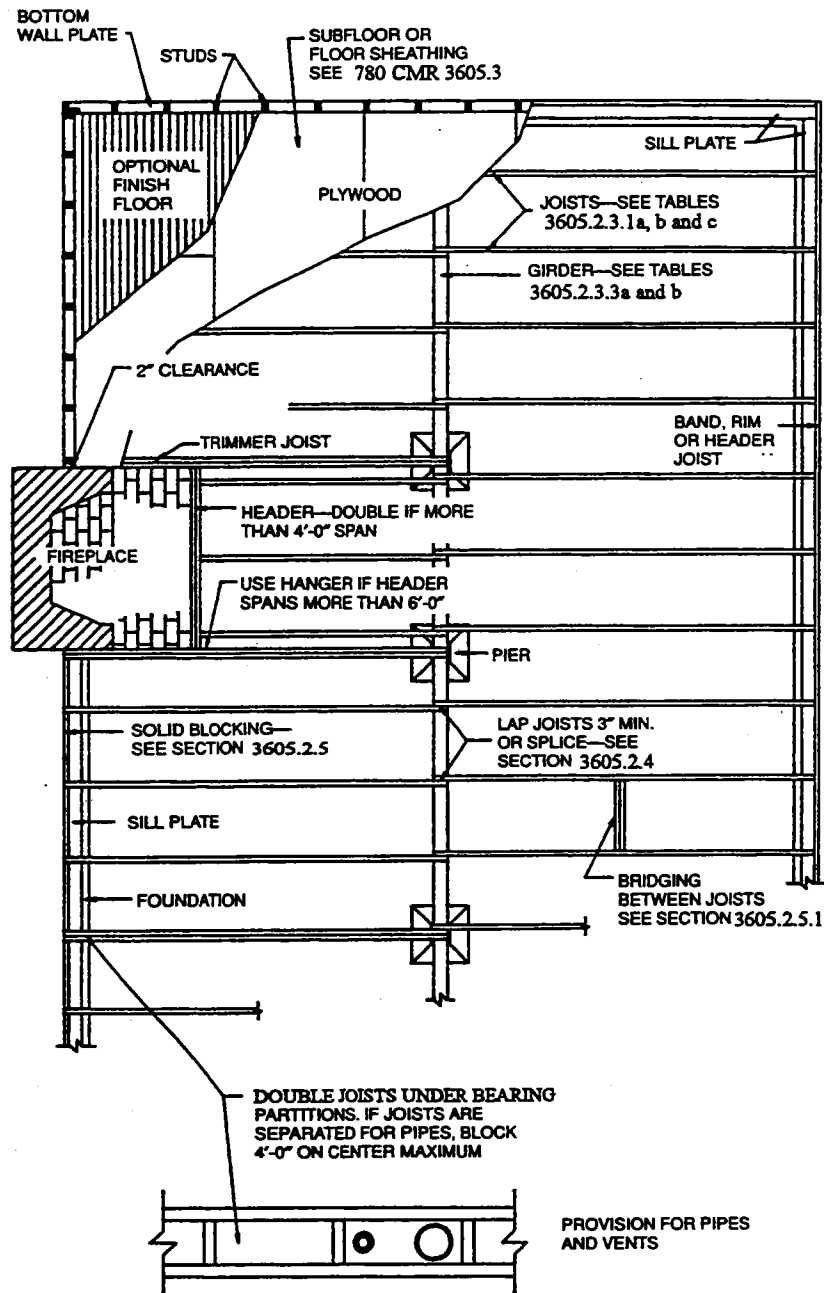 BOTTOM
WALL PLATE
STUDS
SUBFLOOR OR
FLOOR SHEATHING
SEE 780 CMR 3605.3
SILL PLATE
OPTIONAL
FINISH
FLOOR
PLYWOOD
JOISTS—SEE TABLES
3605.2.3.1a, b and c
GIRDER—SEE TABLES
3605.2.3.3a and b
2" CLEARANCE
BAND, RIM
OR HEADER
JOIST
TRIMMER JOIST
HEADER—DOUBLE IF MORE
THAN 4'-0" SPAN
FIREPLACE
USE HANGER IF HEADER
SPANS MORE THAN 6'-0"
PIER
SOLID BLOCKING—
SEE SECTION 3605.2.5
LAP JOISTS 3" MIN.
OR SPLICE—SEE
SECTION 3605.2.4
SILL PLATE
FOUNDATION
BRIDGING
BETWEEN JOISTS
SEE SECTION 3605.2.5.1
DOUBLE JOISTS UNDER BEARING
PARTITIONS. IF JOISTS ARE
SEPARATED FOR PIPES, BLOCK
4'-0" ON CENTER MAXIMUM
PROVISION FOR PIPES
AND VENTS